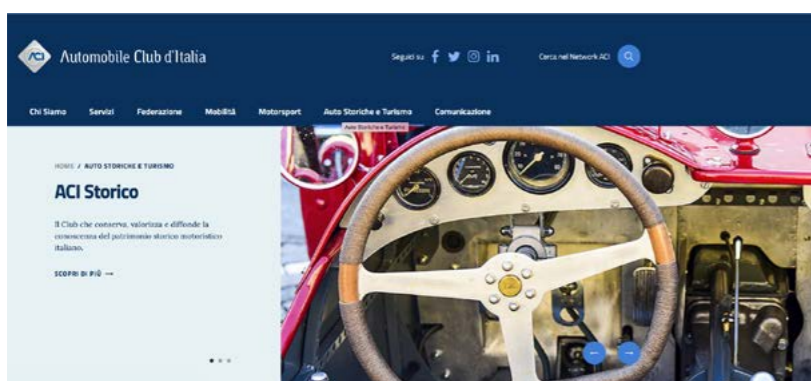 ACI
Automobile Club d'Italia
Seguici su
Cerca nel Network ACI
Chi Siamo Servizi Federazione Mobilità Motorsport Auto Storiche e Turismo Comunicazione
Auto Storiche e Turismo
HOME / AUTO STORICHE E TURISMO
ACI Storico
Il Club che conserva, valorizza e diffonde la
conoscenza del patrimonio storico motoristico
italiano.
SCOPRI DI PIÙ →